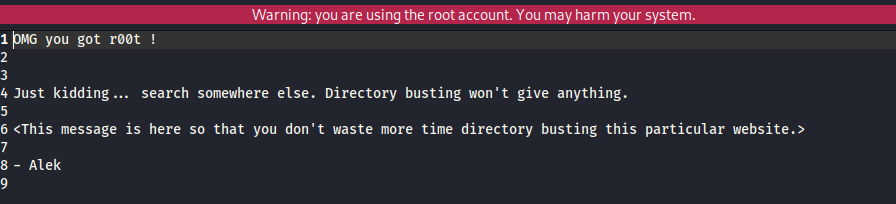 Warning: you are using the root account. You may harm your system.
1 OMG you got r00t !
2
3
4 Just kidding... search somewhere else. Directory busting won't give anything.
5
6 <This message is here so that you don't waste more time directory busting this particular website.>
7
8 - Alek
9